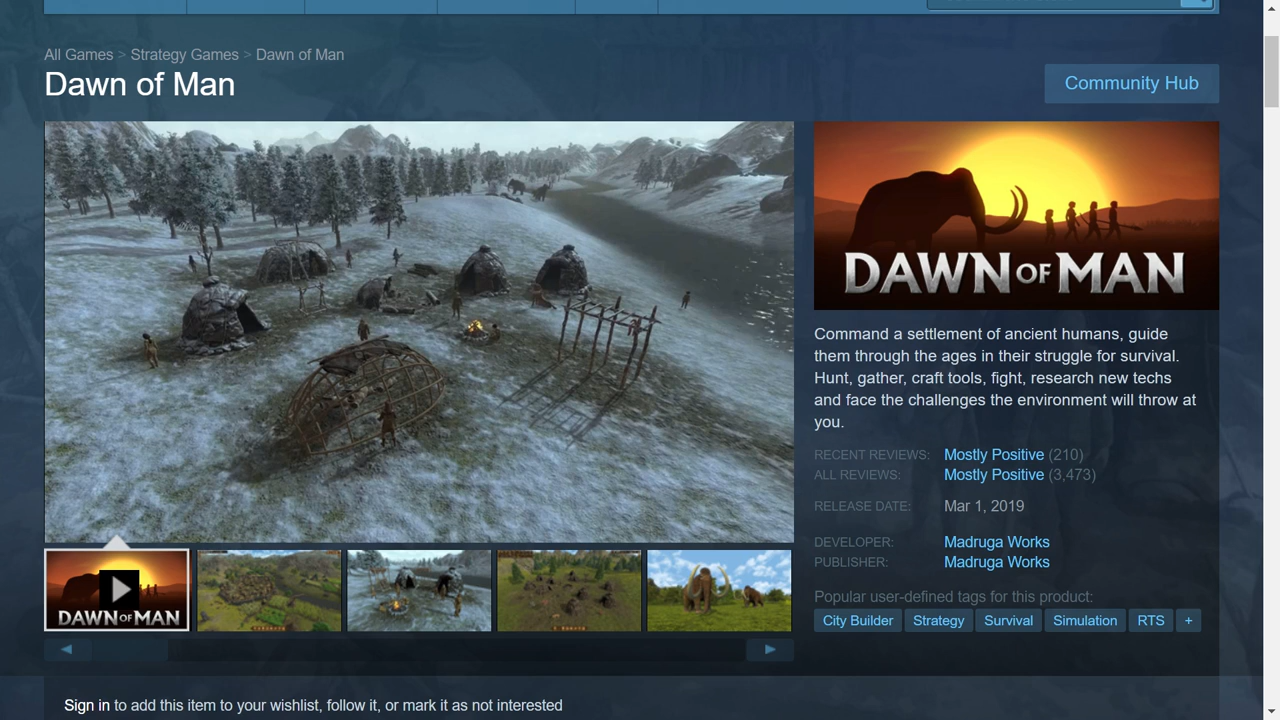 All Games > Strategy Games > Dawn of Man
Dawn of Man
Community Hub
DAWN OF MAN
Command a settlement of ancient humans, guide
them through the ages in their struggle for survival.
Hunt, gather, craft tools, fight, research new techs
and face the challenges the environment will throw at
you.
RECENT REVIEWS: Mostly Positive (210)
ALL REVIEWS: Mostly Positive (3,473)
RELEASE DATE: Mar 1, 2019
DEVELOPER: Madruga Works
PUBLISHER: Madruga Works
Popular user-defined tags for this product:
City Builder Strategy Survival Simulation RTS +
DAWN OF MAN
Sign in to add this item to your wishlist, follow it, or mark it as not interested